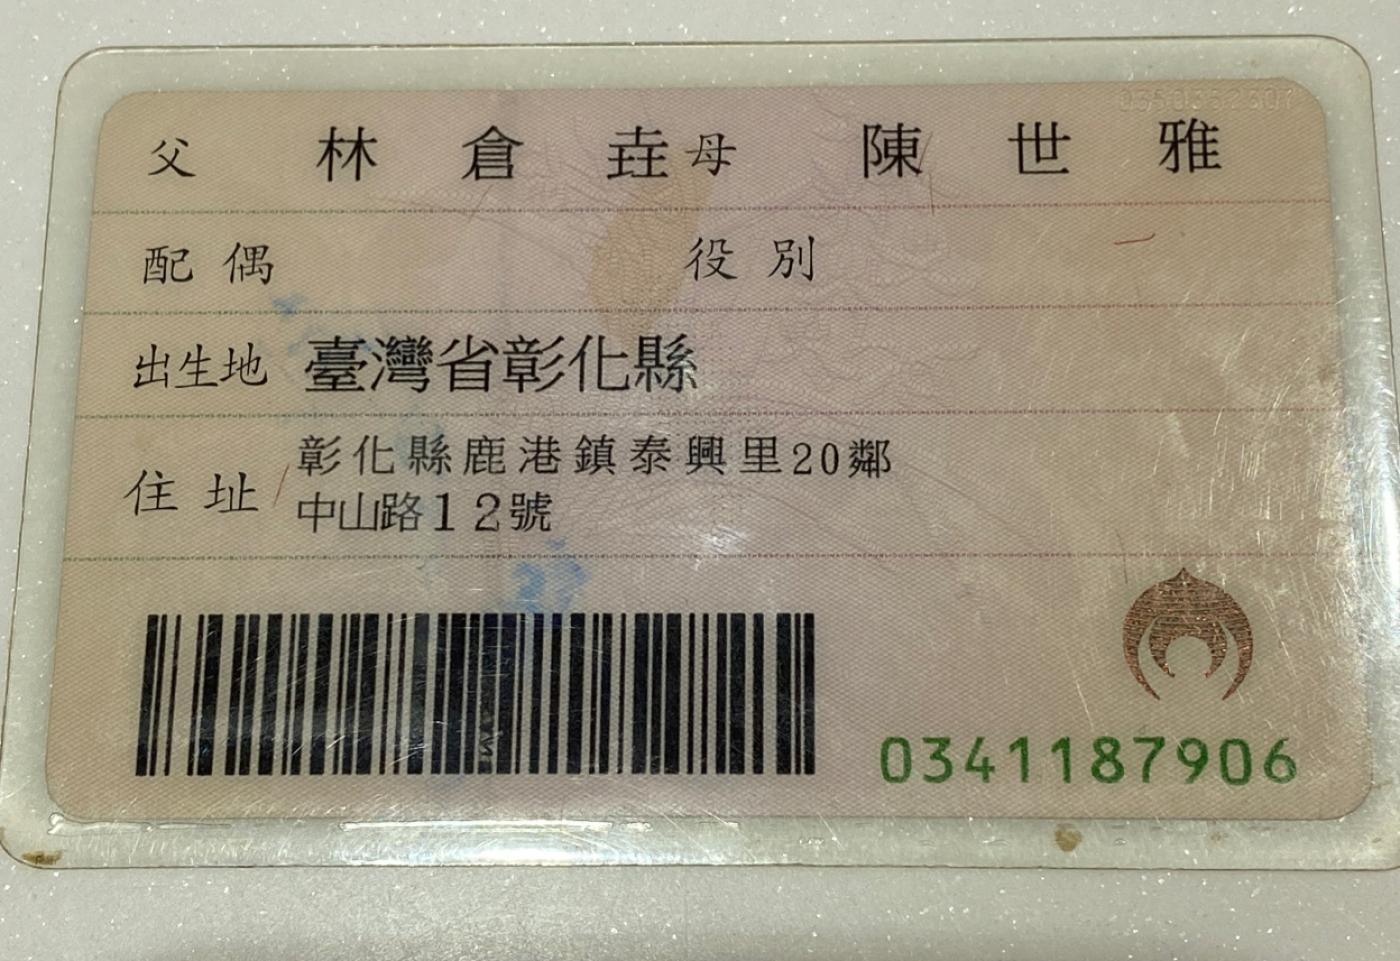 父 林倉垚 母 陳世雅
配偶 役別
出生地 臺灣省彰化縣
住址 彰化縣鹿港鎮泰興里20鄰
中山路12號
0341187906